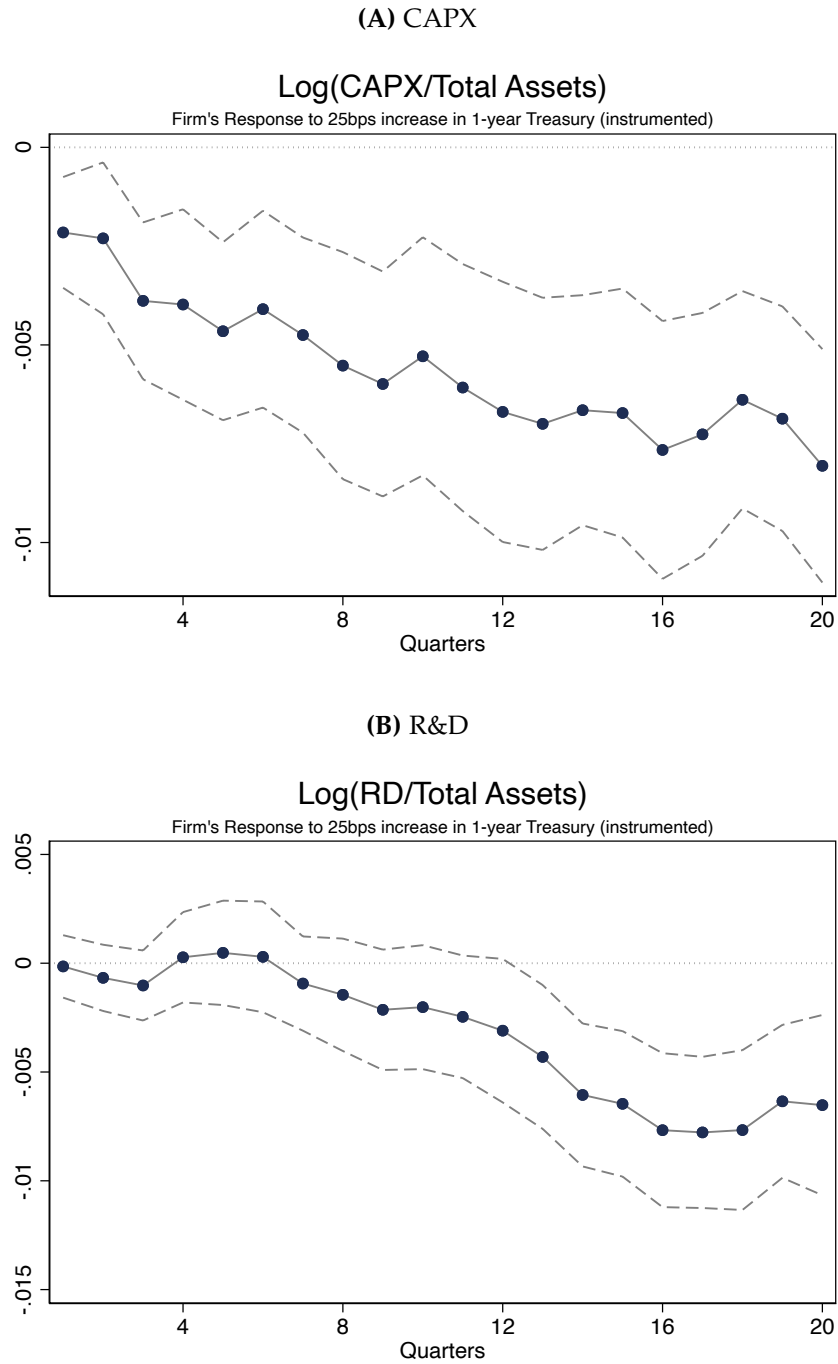 (A) CAPX
Log(CAPX/Total Assets)
Firm's Response to 25bps increase in 1-year Treasury (instrumented)
0
-.005
-.01
4
8
12
16
20
Quarters
(B) R&D
Log(RD/Total Assets)
Firm's Response to 25bps increase in 1-year Treasury (instrumented)
.005
0
-.005
-.01
-.015
4
8
12
16
20
Quarters